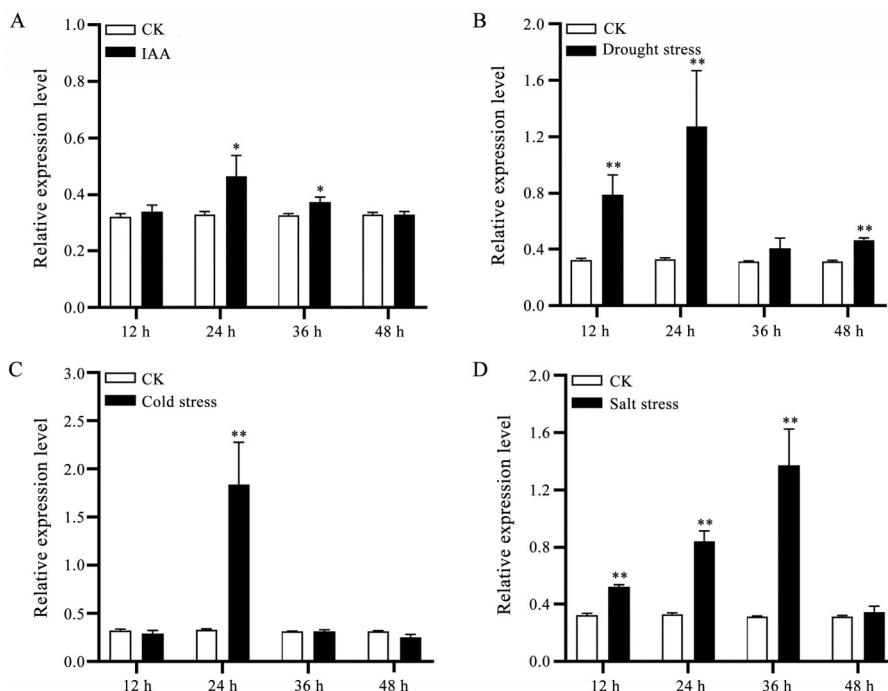 A
Relative expression level
1.0
0.8
0.6
0.4
0.3
0.0
CK
IAA
*
*
12 h
24 h
36 h
48 h
B
Relative expression level
2.0
1.6
1.2
0.8
0.4
0.0
CK
Drought stress
**
**
**
12 h
24 h
36 h
48 h
C
Relative expression level
3.0
2.5
2.0
1.5
1.0
0.5
0.0
CK
Cold stress
**
12 h
24 h
36 h
48 h
D
Relative expression level
2.0
1.6
1.2
0.8
0.4
0.0
CK
Salt stress
**
**
**
12 h
24 h
36 h
48 h